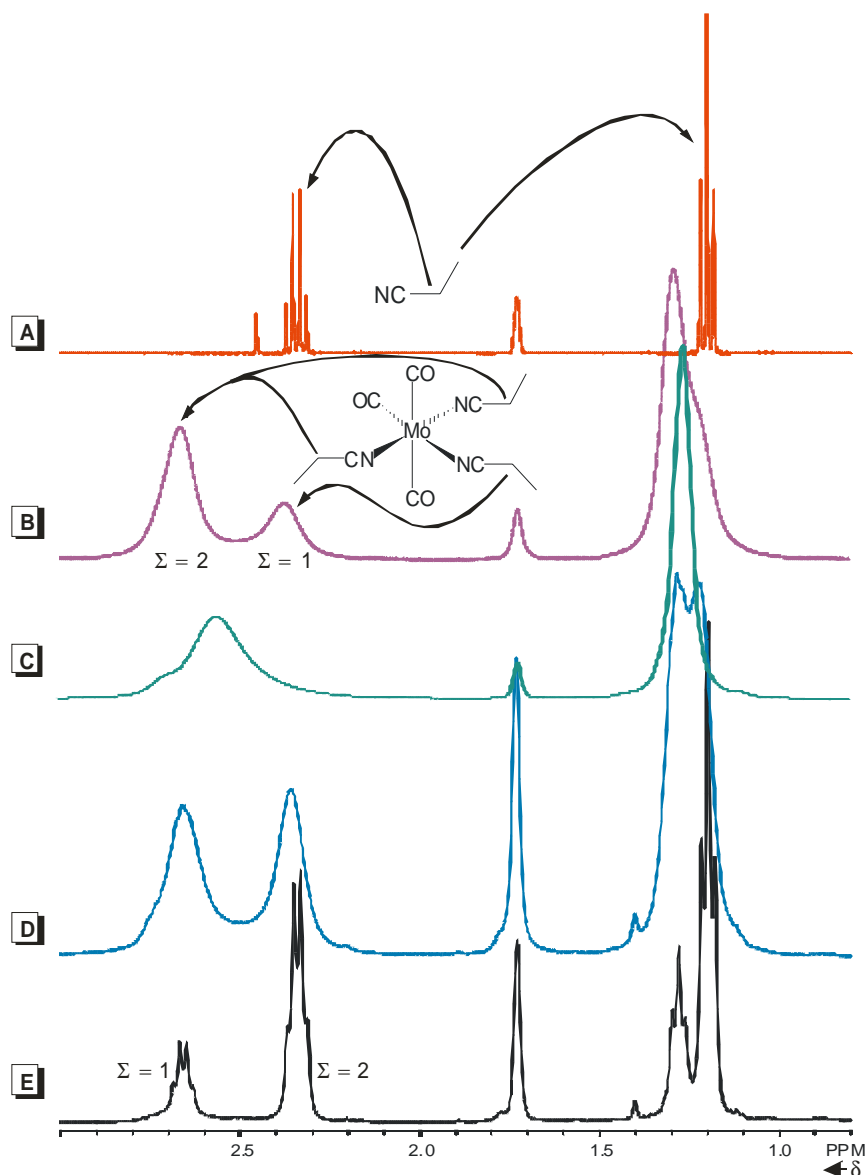 NC
A
CO
OC
NC
Mo
CN
NC
CO
B
Σ = 2
Σ = 1
C
D
Σ = 1
Σ = 2
E
2.5
2.0
1.5
1.0
PPM
δ